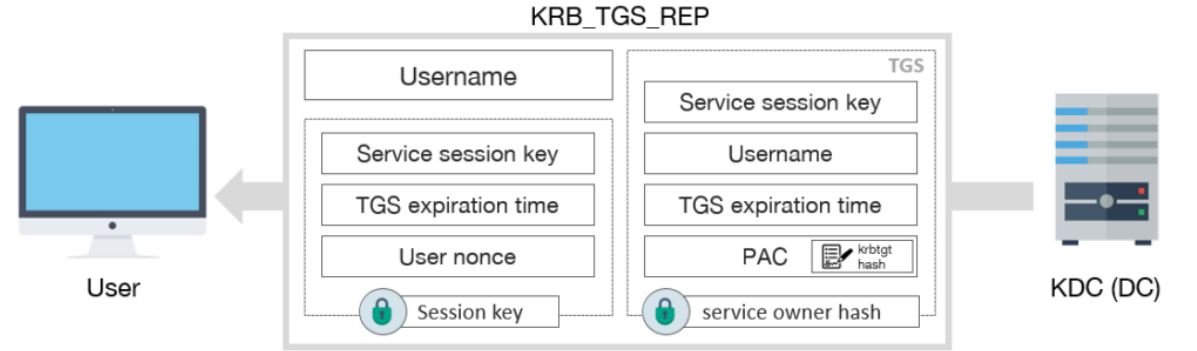 KRB_TGS_REP
User
Username
Service session key
TGS expiration time
User nonce
Session key
TGS
Service session key
Username
TGS expiration time
PAC
krbtgt
hash
service owner hash
KDC (DC)